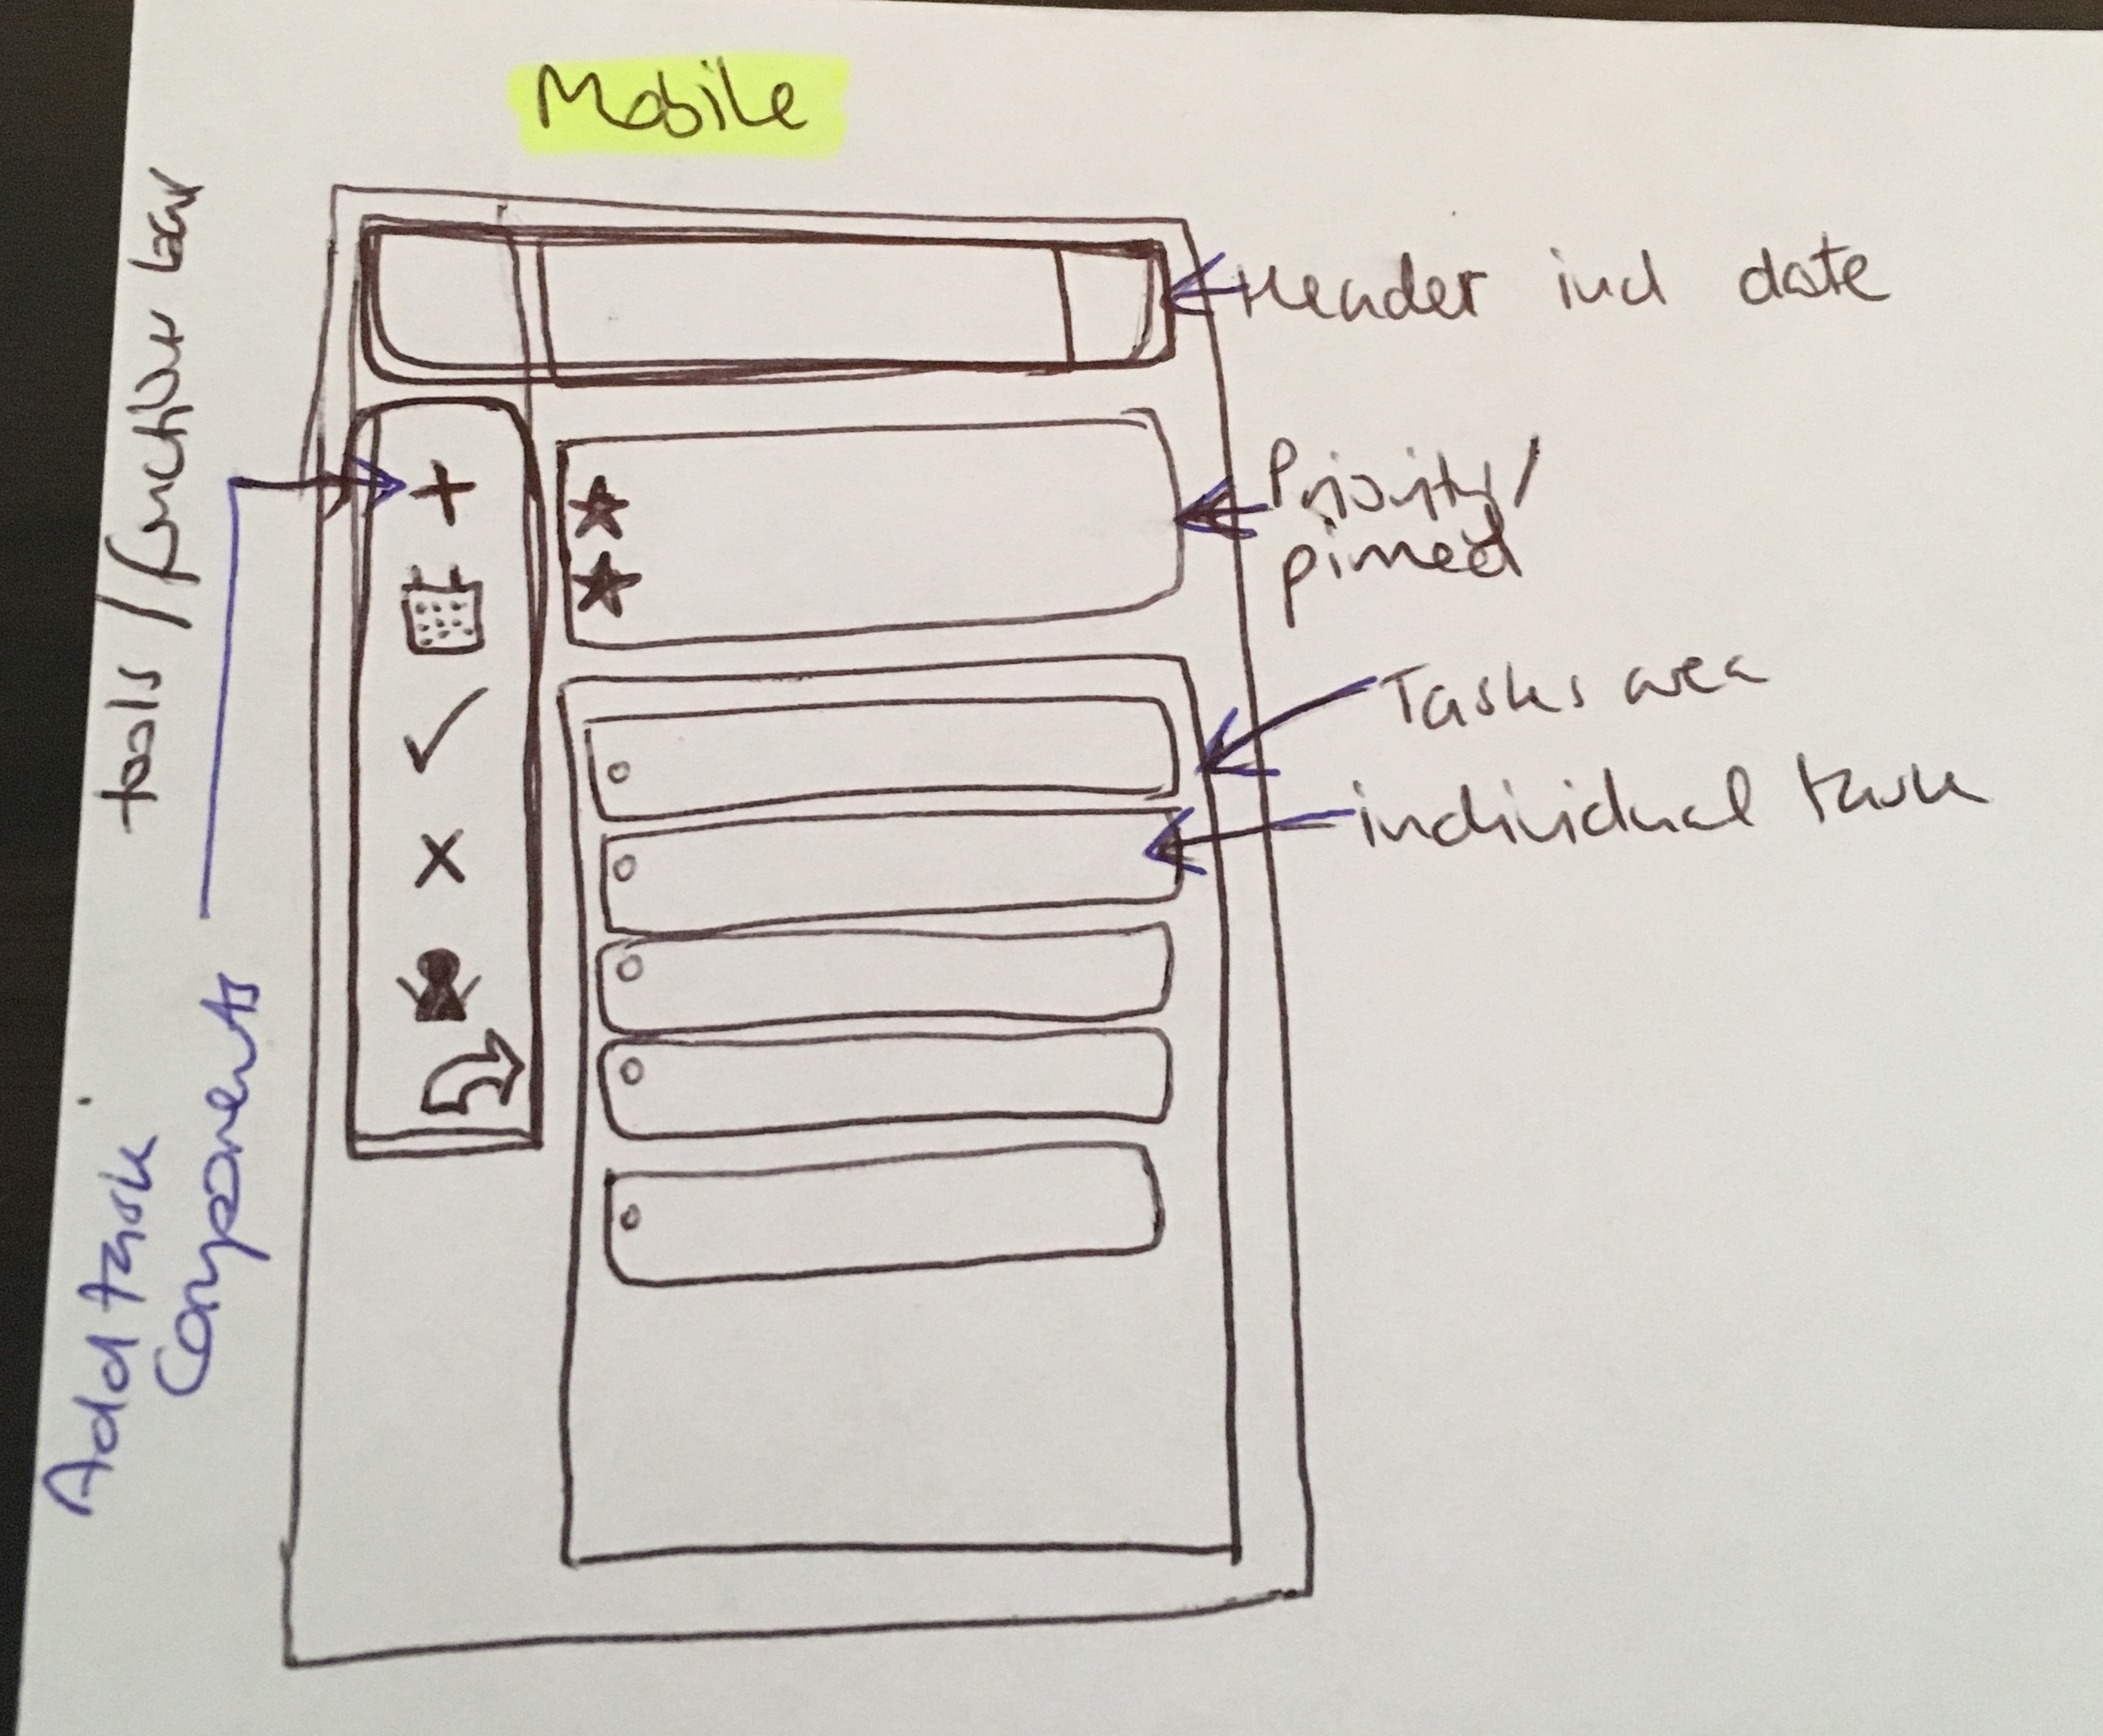 Mobile
Header incl date
Priority/
pinned
Tasks area
individual task
tools / function bar
Add task
Components